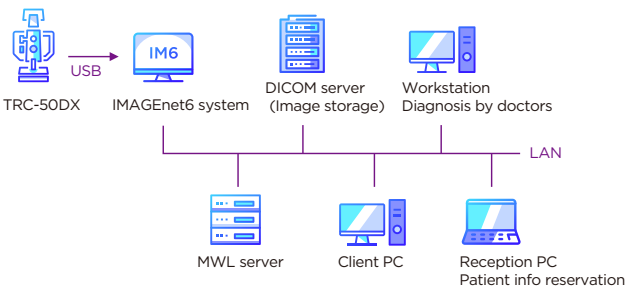 IM6
USB
TRC-50DX
IMAGEnet6 system
DICOM server
(Image storage)
Workstation
Diagnosis by doctors
LAN
MWL server
Client PC
Reception PC
Patient info reservation